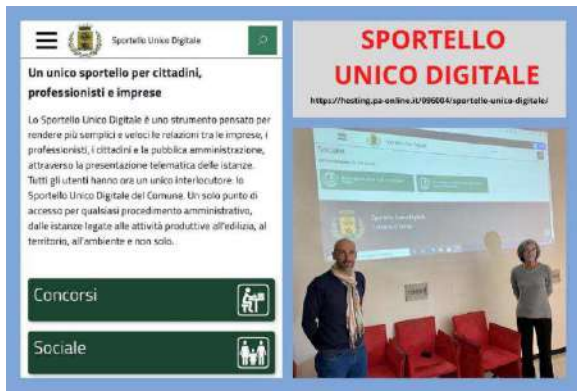 Sportello Unico Digitale
Un unico sportello per cittadini,
professionisti e imprese
Lo Sportello Unico Digitale è uno strumento pensato per
rendere più semplici e veloci le relazioni tra le imprese, i
professionisti, i cittadini e la pubblica amministrazione,
attraverso la presentazione telematica delle istanze.
Tutti gli utenti hanno ora un unico interlocutore: lo
Sportello Unico Digitale del Comune. Un solo punto di
accesso per qualsiasi procedimento amministrativo,
dalle istanze legate alle attività produttive all'edilizia, al
territorio, all'ambiente e non solo.
Concorsi
Sociale
SPORTELLO
UNICO DIGITALE
https://hosting.pa-online.it/096004/sportello-unico-digitale/
Sportello Unico Digitale